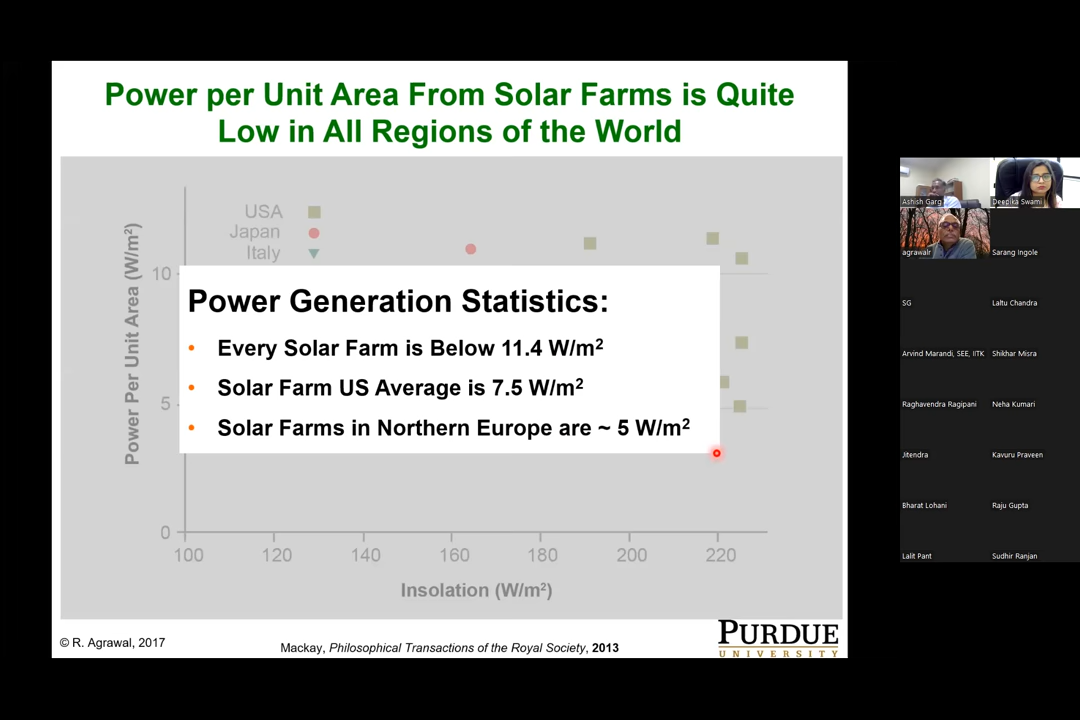 Power per Unit Area From Solar Farms is Quite
Low in All Regions of the World
USA
Japan
Italy
Power Per Unit Area (W/m²)
10
5
0
Power Generation Statistics:
• Every Solar Farm is Below 11.4 W/m²
• Solar Farm US Average is 7.5 W/m²
• Solar Farms in Northern Europe are ~ 5 W/m²
100 120 140 160 180 200 220
Insolation (W/m²)
© R. Agrawal, 2017
Mackay, Philosophical Transactions of the Royal Society, 2013
PURDUE
UNIVERSITY
Ashish Garg
Deepika Swami
agrawalr
Sarang Ingole
SG
Laltu Chandra
Arvind Marandi, SEE, IITK
Shikhar Misra
Raghavendra Ragipani
Neha Kumari
Jitendra
Kavuru Praveen
Bharat Lohani
Raju Gupta
Lalit Pant
Sudhir Ranjan